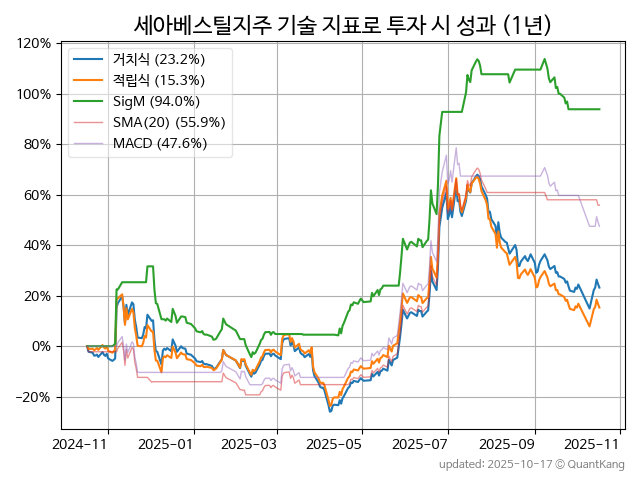 세아베스틸지주 기술 지표로 투자 시 성과 (1년)
120%
100%
80%
60%
40%
20%
0%
−20%
거치식 (23.2%)
적립식 (15.3%)
SigM (94.0%)
SMA(20) (55.9%)
MACD (47.6%)
2024-11 2025-01 2025-03 2025-05 2025-07 2025-09 2025-11
updated: 2025-10-17 © QuantKang